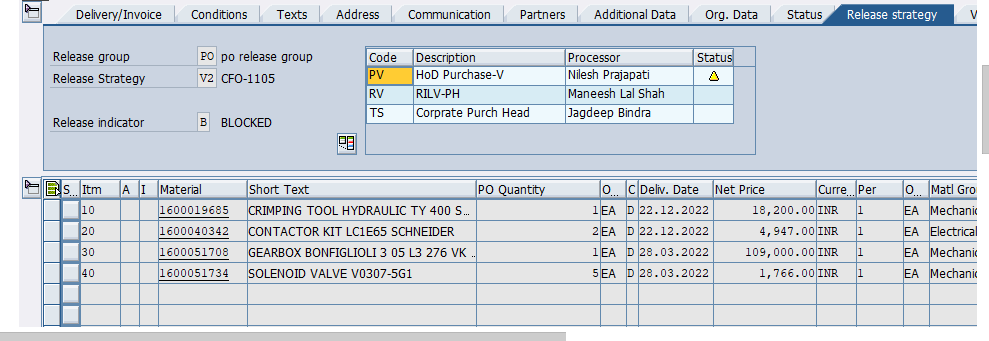 Delivery/Invoice Conditions Texts Address Communication Partners Additional Data Org. Data Status Release strategy V
Release group PO po release group
Release Strategy V2 CFO-1105
Release indicator B BLOCKED
Code Description Processor Status
PV HoD Purchase-V Nilesh Prajapati
RV RILV-PH Maneesh Lal Shah
TS Corprate Purch Head Jagdeep Bindra
S... Itm A I Material Short Text PO Quantity O... C Deliv. Date Net Price Curre... Per O... Matl Gro
10 1600019685 CRIMPING TOOL HYDRAULIC TY 400 S... 1 EA D 22.12.2022 18,200.00 INR 1 EA Mechanic
20 1600040342 CONTACTOR KIT LC1E65 SCHNEIDER 2 EA D 22.12.2022 4,947.00 INR 1 EA Electrical
30 1600051708 GEARBOX BONFIGLIOLI 3 05 L3 276 VK ... 1 EA D 28.03.2022 109,000.00 INR 1 EA Mechanic
40 1600051734 SOLENOID VALVE V0307-5G1 5 EA D 28.03.2022 1,766.00 INR 1 EA Mechanic